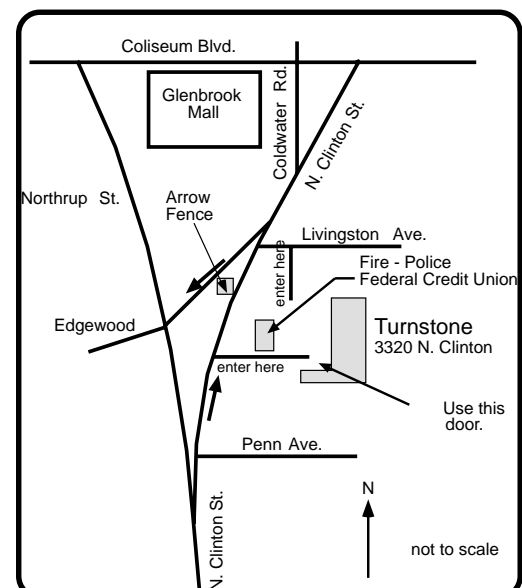 Coliseum Blvd.
Glenbrook
Mall
Coldwater Rd.
N. Clinton St.
Northrup St.
Arrow
Fence
Livingston Ave.
enter here
Fire - Police
Federal Credit Union
Edgewood
Turnstone
3320 N. Clinton
enter here
Use this
door.
Penn Ave.
N
N. Clinton St.
not to scale